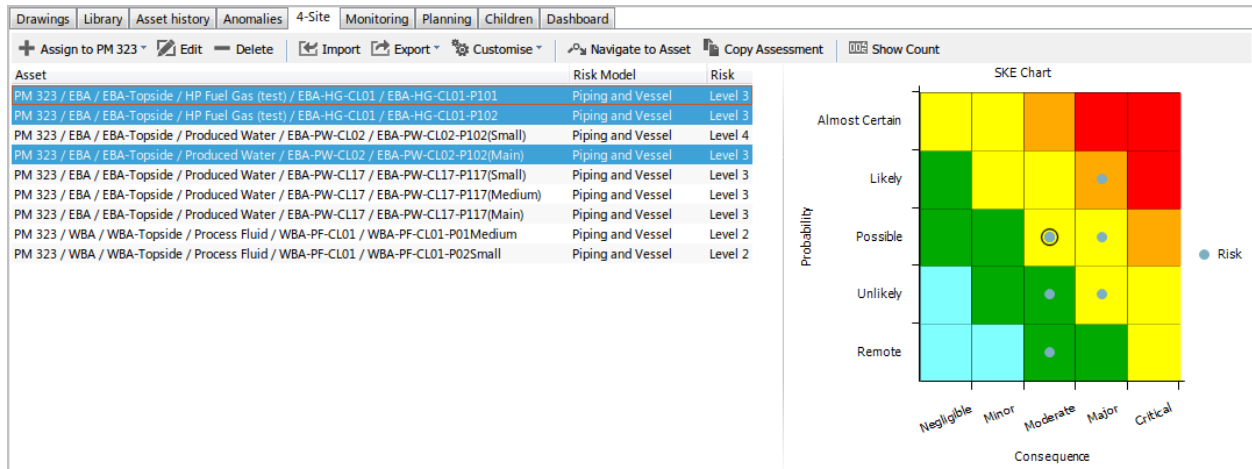 Drawings Library Asset history Anomalies 4-Site Monitoring Planning Children Dashboard
Assign to PM 323 Edit Delete Import Export Customise Navigate to Asset Copy Assessment Show Count
Asset Risk Model Risk
PM 323 / EBA / EBA-Topside / HP Fuel Gas (test) / EBA-HG-CL01 / EBA-HG-CL01-P101 Piping and Vessel Level 3
PM 323 / EBA / EBA-Topside / HP Fuel Gas (test) / EBA-HG-CL01 / EBA-HG-CL01-P102 Piping and Vessel Level 3
PM 323 / EBA / EBA-Topside / Produced Water / EBA-PW-CL02 / EBA-PW-CL02-P102(Small) Piping and Vessel Level 4
PM 323 / EBA / EBA-Topside / Produced Water / EBA-PW-CL02 / EBA-PW-CL02-P102(Main) Piping and Vessel Level 3
PM 323 / EBA / EBA-Topside / Produced Water / EBA-PW-CL17 / EBA-PW-CL17-P117(Small) Piping and Vessel Level 3
PM 323 / EBA / EBA-Topside / Produced Water / EBA-PW-CL17 / EBA-PW-CL17-P117(Medium) Piping and Vessel Level 3
PM 323 / EBA / EBA-Topside / Produced Water / EBA-PW-CL17 / EBA-PW-CL17-P117(Main) Piping and Vessel Level 3
PM 323 / WBA / WBA-Topside / Process Fluid / WBA-PF-CL01 / WBA-PF-CL01-P01Medium Piping and Vessel Level 2
PM 323 / WBA / WBA-Topside / Process Fluid / WBA-PF-CL01 / WBA-PF-CL01-P02Small Piping and Vessel Level 2
SKE Chart
Probability
Almost Certain
Likely
Possible
Unlikely
Remote
Negligible Minor Moderate Major Critical
Consequence
Risk